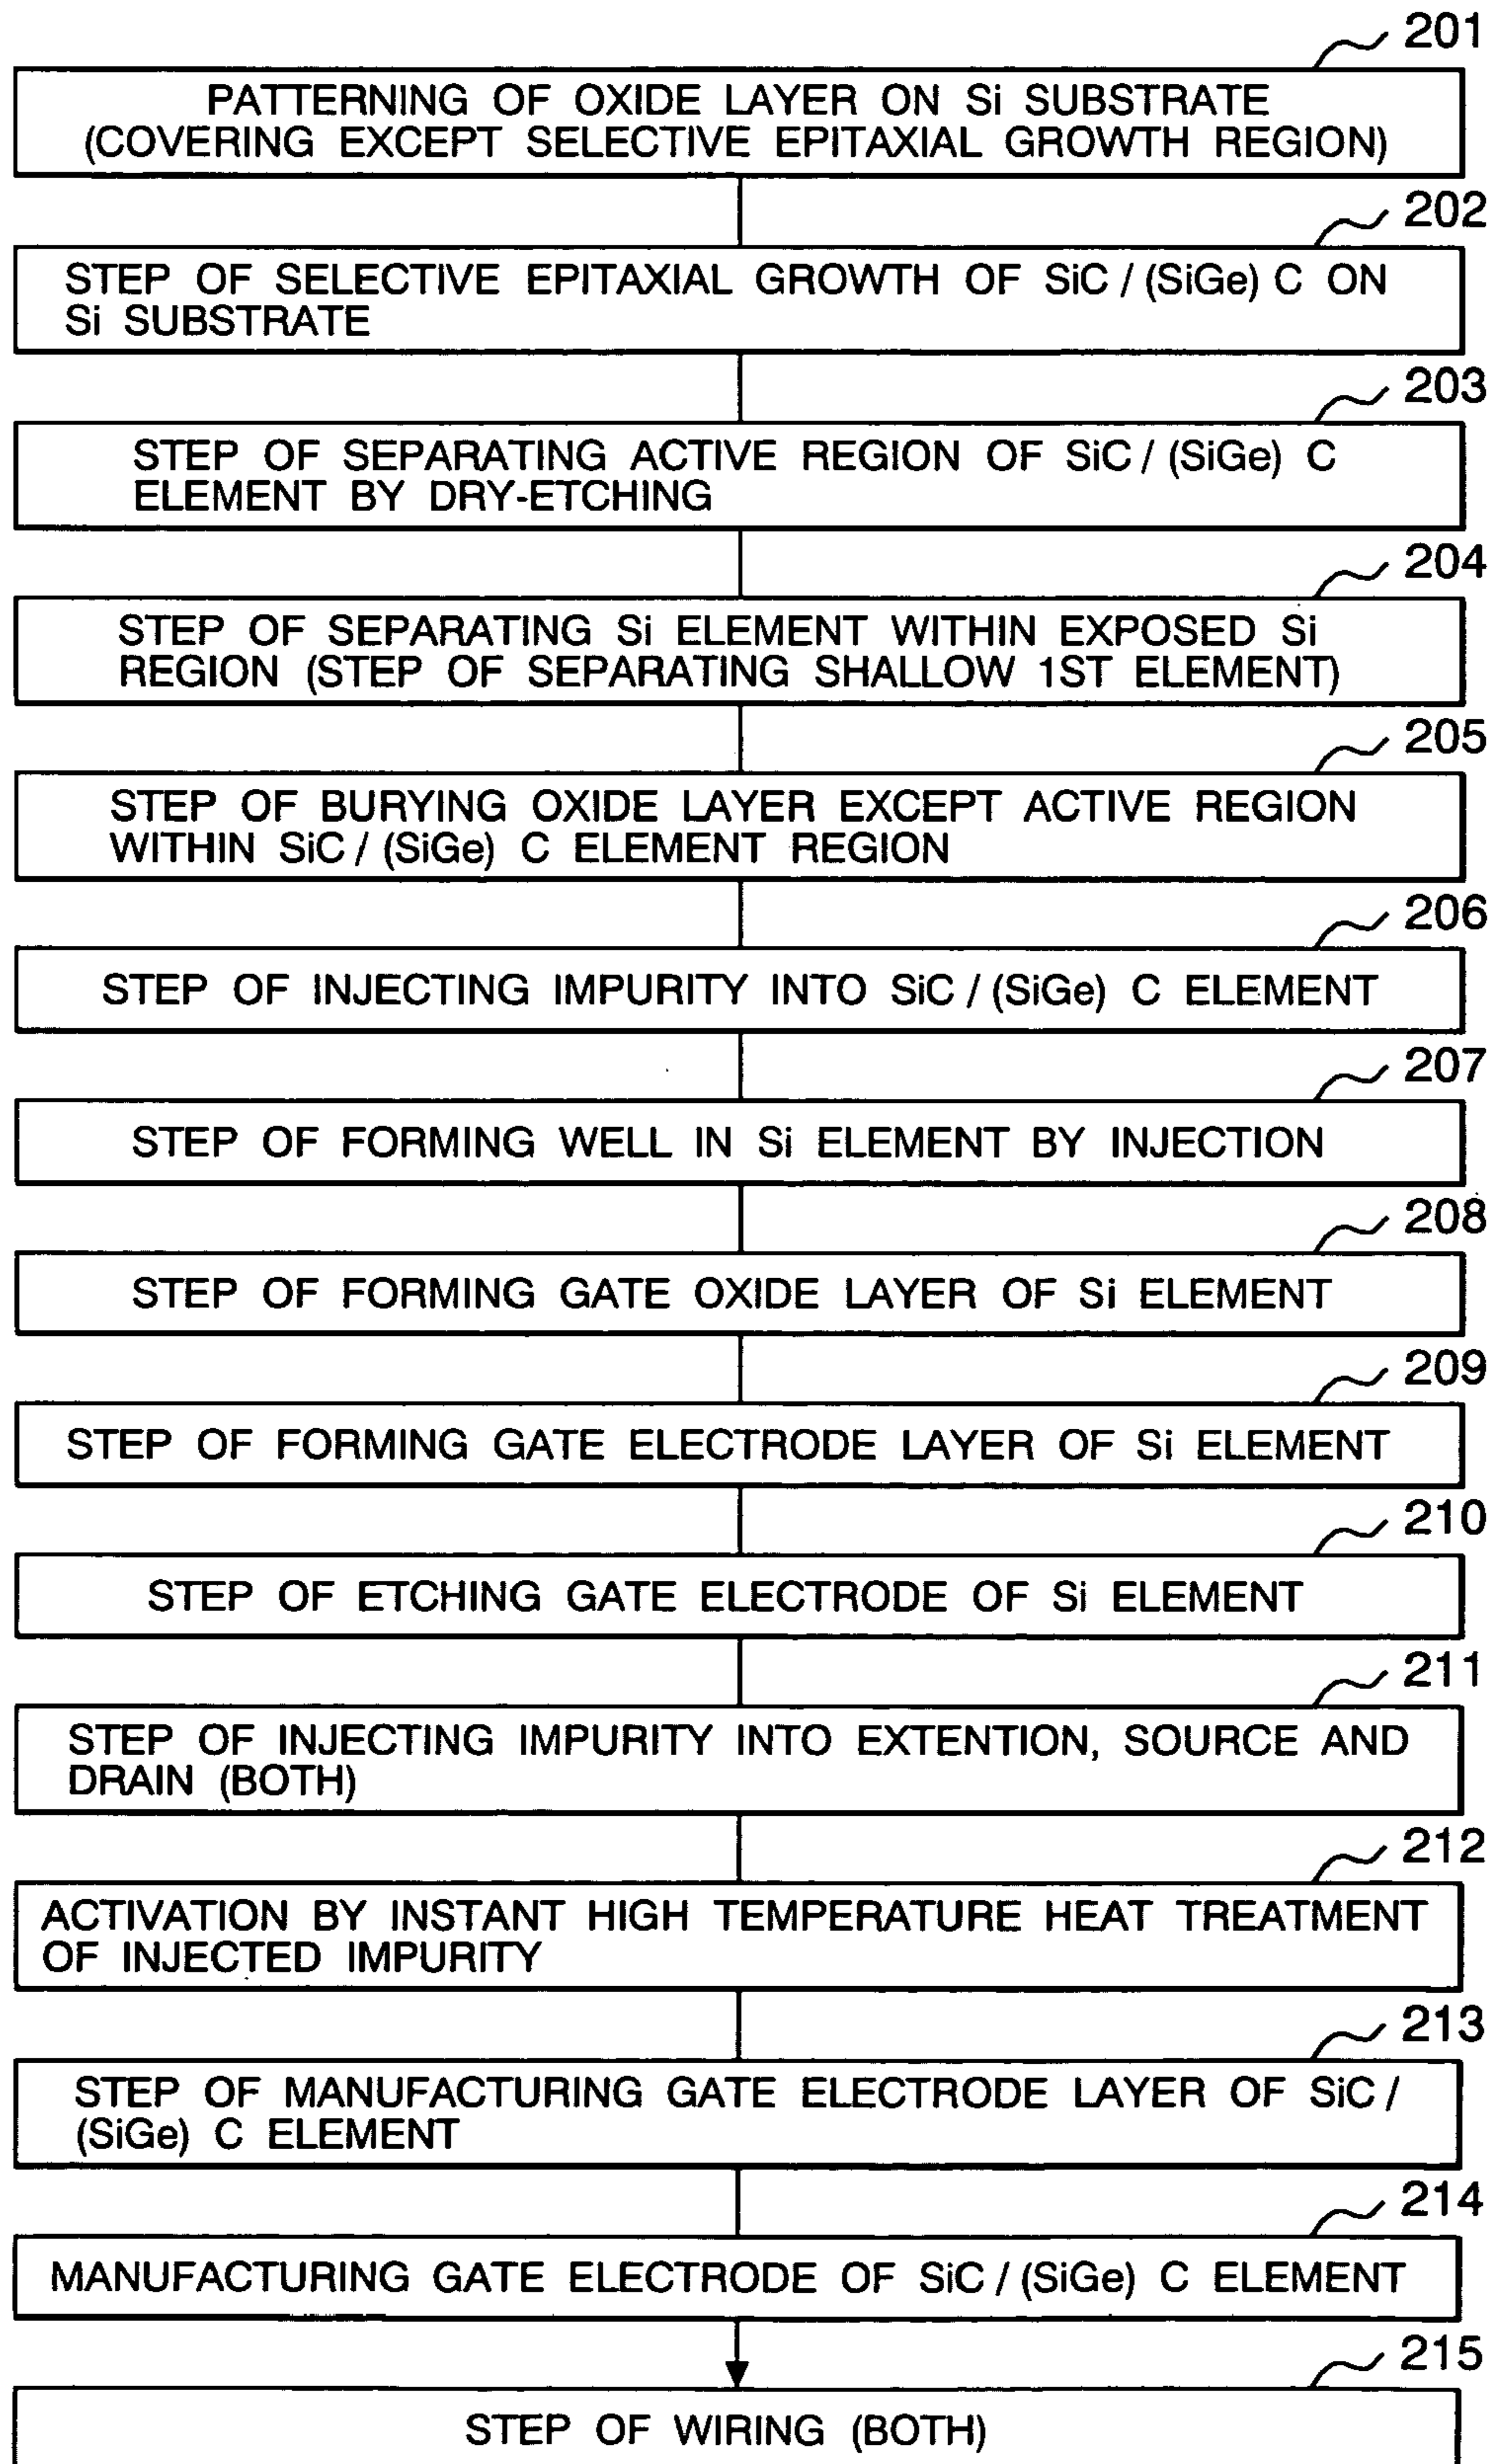 201
PATTERNING OF OXIDE LAYER ON Si SUBSTRATE
(COVERING EXCEPT SELECTIVE EPITAXIAL GROWTH REGION)
202
STEP OF SELECTIVE EPITAXIAL GROWTH OF SiC / (SiGe) C ON
Si SUBSTRATE
203
STEP OF SEPARATING ACTIVE REGION OF SiC / (SiGe) C
ELEMENT BY DRY-ETCHING
204
STEP OF SEPARATING Si ELEMENT WITHIN EXPOSED Si
REGION (STEP OF SEPARATING SHALLOW 1ST ELEMENT)
205
STEP OF BURYING OXIDE LAYER EXCEPT ACTIVE REGION
WITHIN SiC / (SiGe) C ELEMENT REGION
206
STEP OF INJECTING IMPURITY INTO SiC / (SiGe) C ELEMENT
207
STEP OF FORMING WELL IN Si ELEMENT BY INJECTION
208
STEP OF FORMING GATE OXIDE LAYER OF Si ELEMENT
209
STEP OF FORMING GATE ELECTRODE LAYER OF Si ELEMENT
210
STEP OF ETCHING GATE ELECTRODE OF Si ELEMENT
211
STEP OF INJECTING IMPURITY INTO EXTENTION, SOURCE AND
DRAIN (BOTH)
212
ACTIVATION BY INSTANT HIGH TEMPERATURE HEAT TREATMENT
OF INJECTED IMPURITY
213
STEP OF MANUFACTURING GATE ELECTRODE LAYER OF SiC /
(SiGe) C ELEMENT
214
MANUFACTURING GATE ELECTRODE OF SiC / (SiGe) C ELEMENT
215
STEP OF WIRING (BOTH)